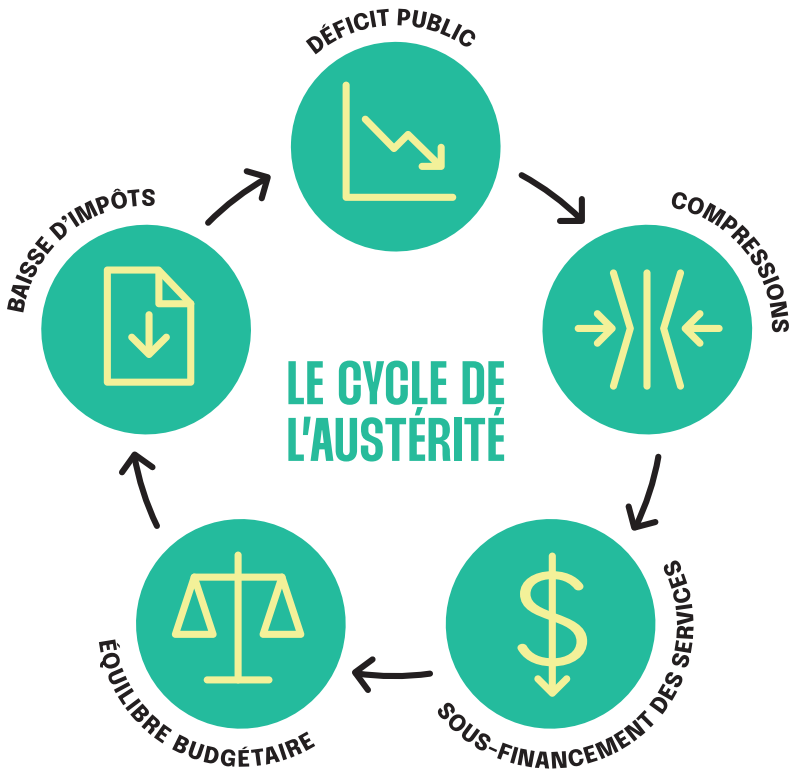 DÉFICIT PUBLIC
COMPRESSIONS
SOUS-FINANCEMENT DES SERVICES
ÉQUILIBRE BUDGÉTAIRE
BAISSE D'IMPÔTS
LE CYCLE DE
L'AUSTÉRITÉ